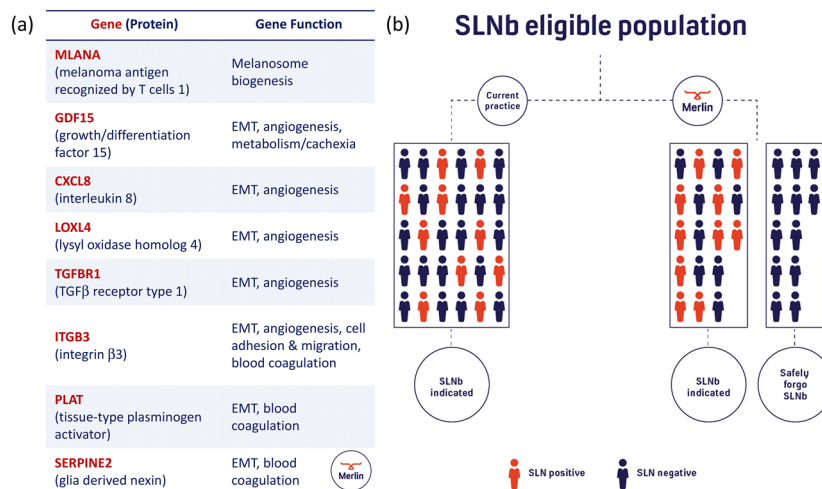 (a)
Gene (Protein) Gene Function
MLANA
(melanoma antigen
recognized by T cells 1)
Melanosome
biogenesis
GDF15
(growth/differentiation
factor 15)
EMT, angiogenesis,
metabolism/cachexia
CXCL8
(interleukin 8)
EMT, angiogenesis
LOXL4
(lysyl oxidase homolog 4)
EMT, angiogenesis
TGFBR1
(TGFβ receptor type 1)
EMT, angiogenesis
ITGB3
(integrin β3)
EMT, angiogenesis, cell
adhesion & migration,
blood coagulation
PLAT
(tissue-type plasminogen
activator)
EMT, blood
coagulation
SERPINE2
(glia derived nexin)
EMT, blood
coagulation
Merlin
(b)
SLNb eligible population
Current
practice
Merlin
SLNb
indicated
SLNb
indicated
Safely
forgo
SLNb
SLN positive
SLN negative